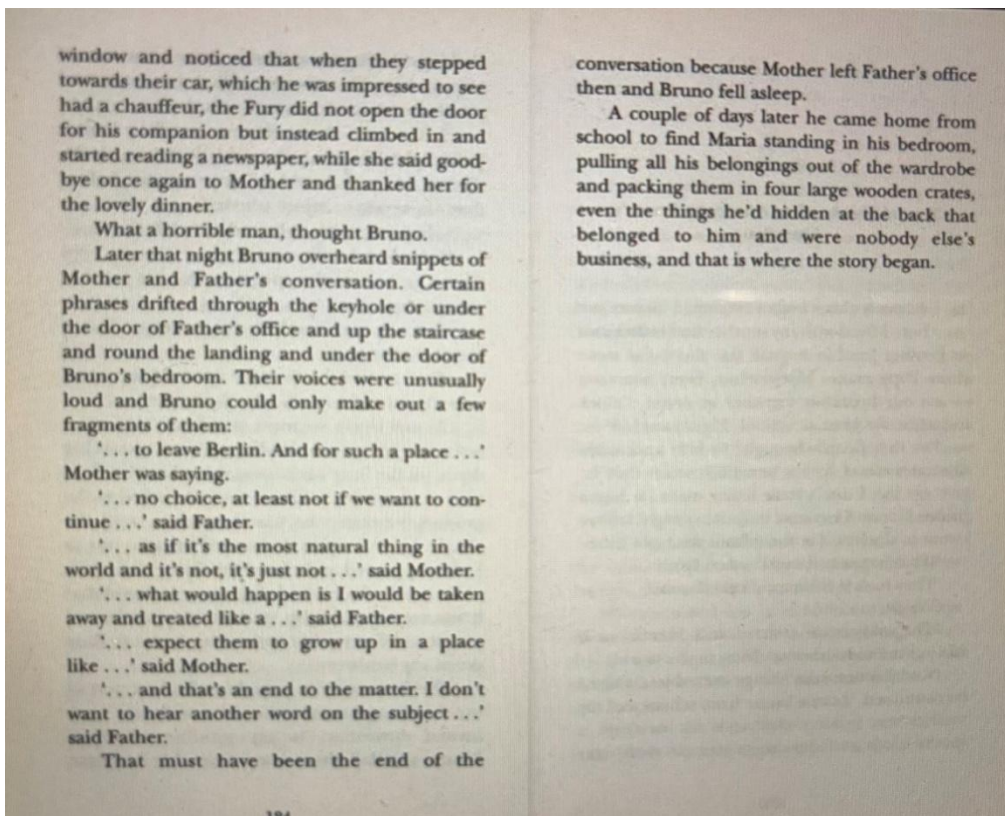 window and noticed that when they stepped
towards their car, which he was impressed to see
had a chauffeur, the Fury did not open the door
for his companion but instead climbed in and
started reading a newspaper, while she said good-
bye once again to Mother and thanked her for
the lovely dinner.
What a horrible man, thought Bruno.
Later that night Bruno overheard snippets of
Mother and Father's conversation. Certain
phrases drifted through the keyhole or under
the door of Father's office and up the staircase
and round the landing and under the door of
Bruno's bedroom. Their voices were unusually
loud and Bruno could only make out a few
fragments of them:
'... to leave Berlin. And for such a place ...'
Mother was saying.
'... no choice, at least not if we want to con-
tinue ...' said Father.
'... as if it's the most natural thing in the
world and it's not, it's just not ...' said Mother.
'... what would happen is I would be taken
away and treated like a ...' said Father.
'... expect them to grow up in a place
like ...' said Mother.
'... and that's an end to the matter. I don't
want to hear another word on the subject ...'
said Father.
That must have been the end of the
conversation because Mother left Father's office
then and Bruno fell asleep.
A couple of days later he came home from
school to find Maria standing in his bedroom,
pulling all his belongings out of the wardrobe
and packing them in four large wooden crates,
even the things he'd hidden at the back that
belonged to him and were nobody else's
business, and that is where the story began.